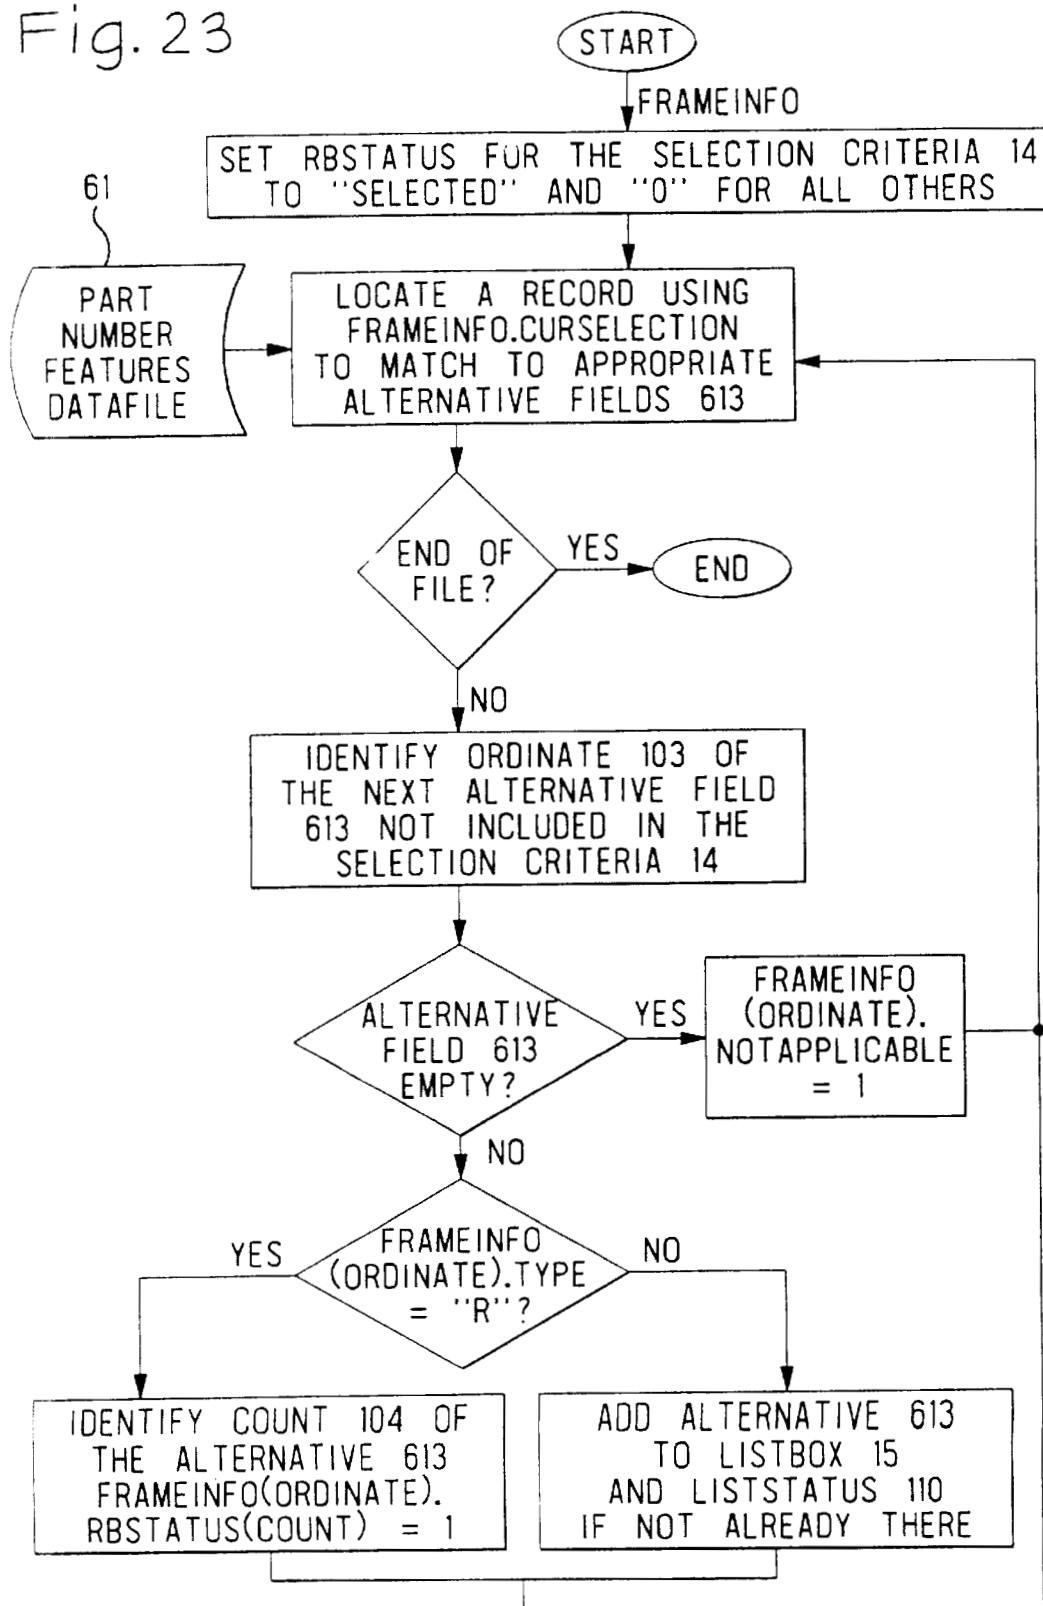 Fig. 23
START
FRAMEINFO
SET RBSTATUS FOR THE SELECTION CRITERIA 14
TO "SELECTED" AND "0" FOR ALL OTHERS
61
PART
NUMBER
FEATURES
DATAFILE
LOCATE A RECORD USING
FRAMEINFO.CURSELECTION
TO MATCH TO APPROPRIATE
ALTERNATIVE FIELDS 613
END OF
FILE?
YES
END
NO
IDENTIFY ORDINATE 103 OF
THE NEXT ALTERNATIVE FIELD
613 NOT INCLUDED IN THE
SELECTION CRITERIA 14
ALTERNATIVE
FIELD 613
EMPTY?
YES
FRAMEINFO
(ORDINATE).
NOTAPPLICABLE
= 1
NO
FRAMEINFO
(ORDINATE).TYPE
= "R"?
YES
NO
IDENTIFY COUNT 104 OF
THE ALTERNATIVE 613
FRAMEINFO(ORDINATE).
RBSTATUS(COUNT) = 1
ADD ALTERNATIVE 613
TO LISTBOX 15
AND LISTSTATUS 110
IF NOT ALREADY THERE